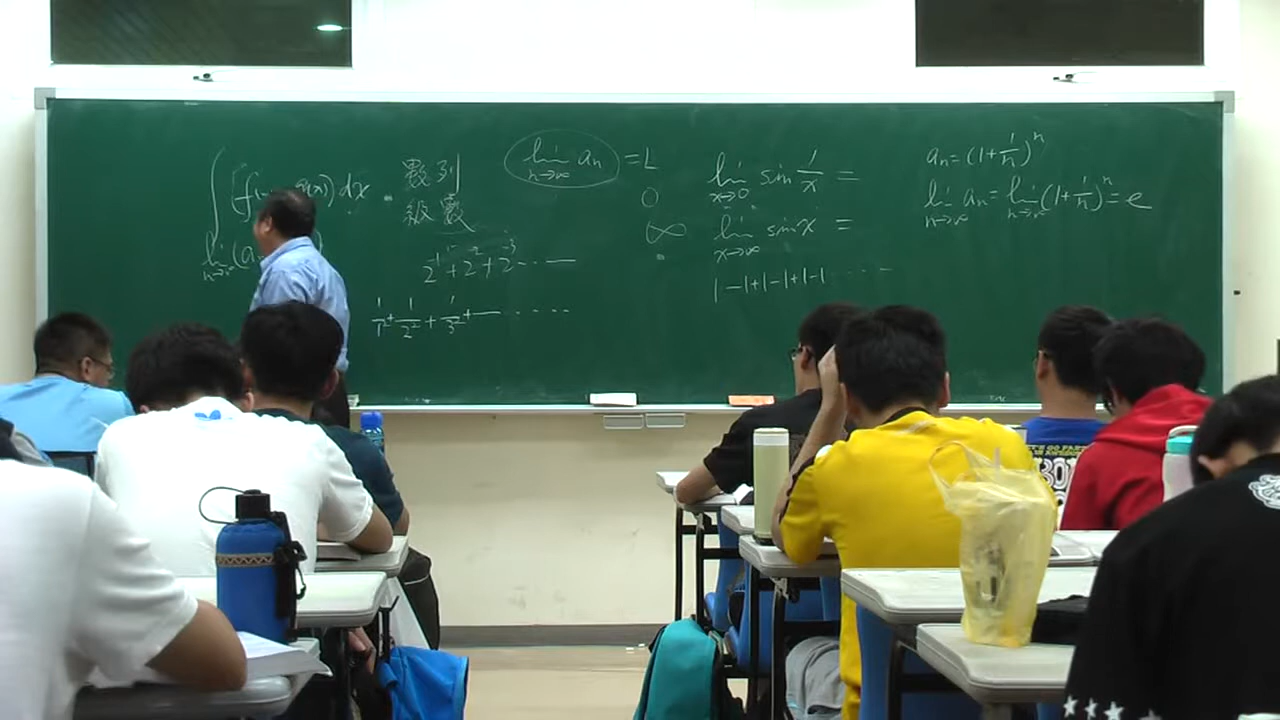 數列
級數
2^{-1}+2^{-2}+2^{-3}⋯
1/1²+1/2²+1/3²+⋯
lim_{n→∞} a_n = L
0
∞
lim_{x→0} sin 1/x =
lim_{x→∞} sin x =
1-1+1-1+1-1⋯
a_n=(1+1/n)^n
lim_{n→∞} a_n = lim_{n→∞} (1+1/n)^n = e